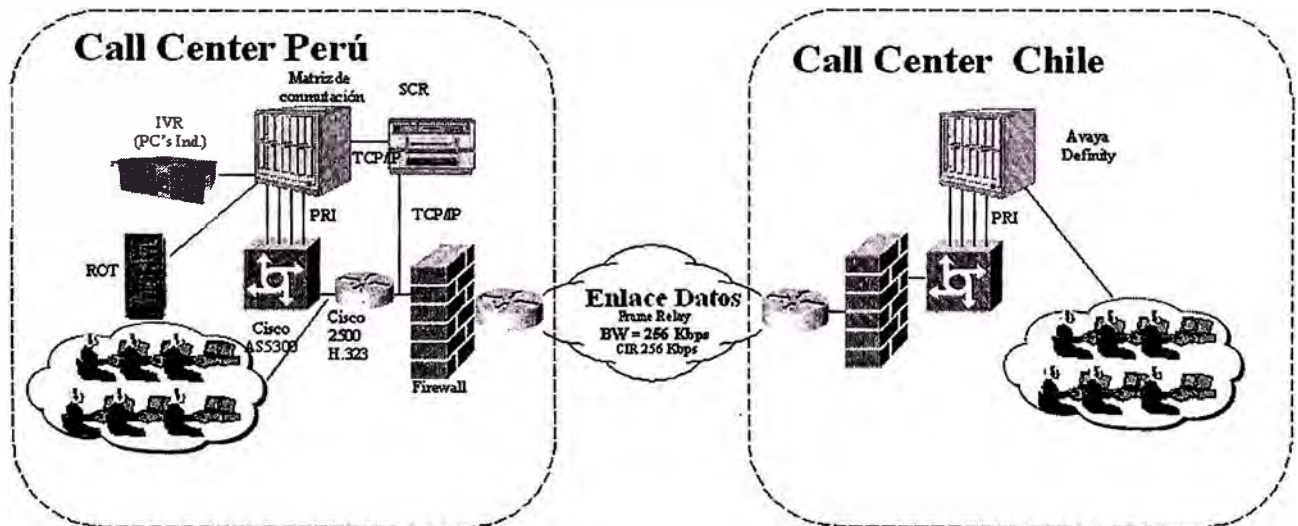 Call Center Perú
Matriz de
conmutación
SCR
IVR
(PC's Ind.)
TCP/IP
PRI
TCP/IP
ROT
Cisco
AS5300
Cisco
2500
H.323
Firewall
Enlace Datos
Frame Relay
BW = 256 Kbps
CIR 256 Kbps
Call Center Chile
Avaya
Definity
PRI